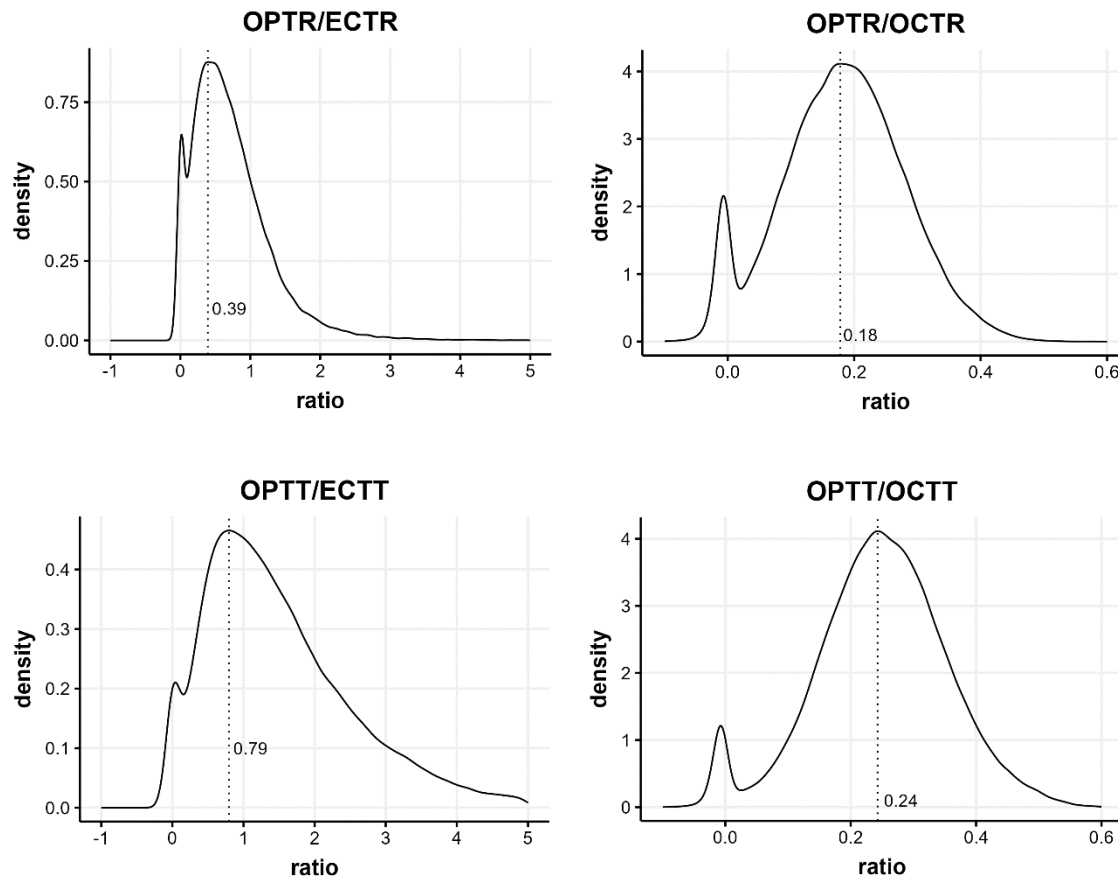 OPTR/ECTR
density
0.75
0.50
0.25
0.00
0.39
-1 0 1 2 3 4 5
ratio
OPTR/OCTR
density
4
3
2
1
0
0.18
0.0 0.2 0.4 0.6
ratio
OPTT/ECTT
density
0.4
0.3
0.2
0.1
0.0
0.79
-1 0 1 2 3 4 5
ratio
OPTT/OCTT
density
4
3
2
1
0
0.24
0.0 0.2 0.4 0.6
ratio